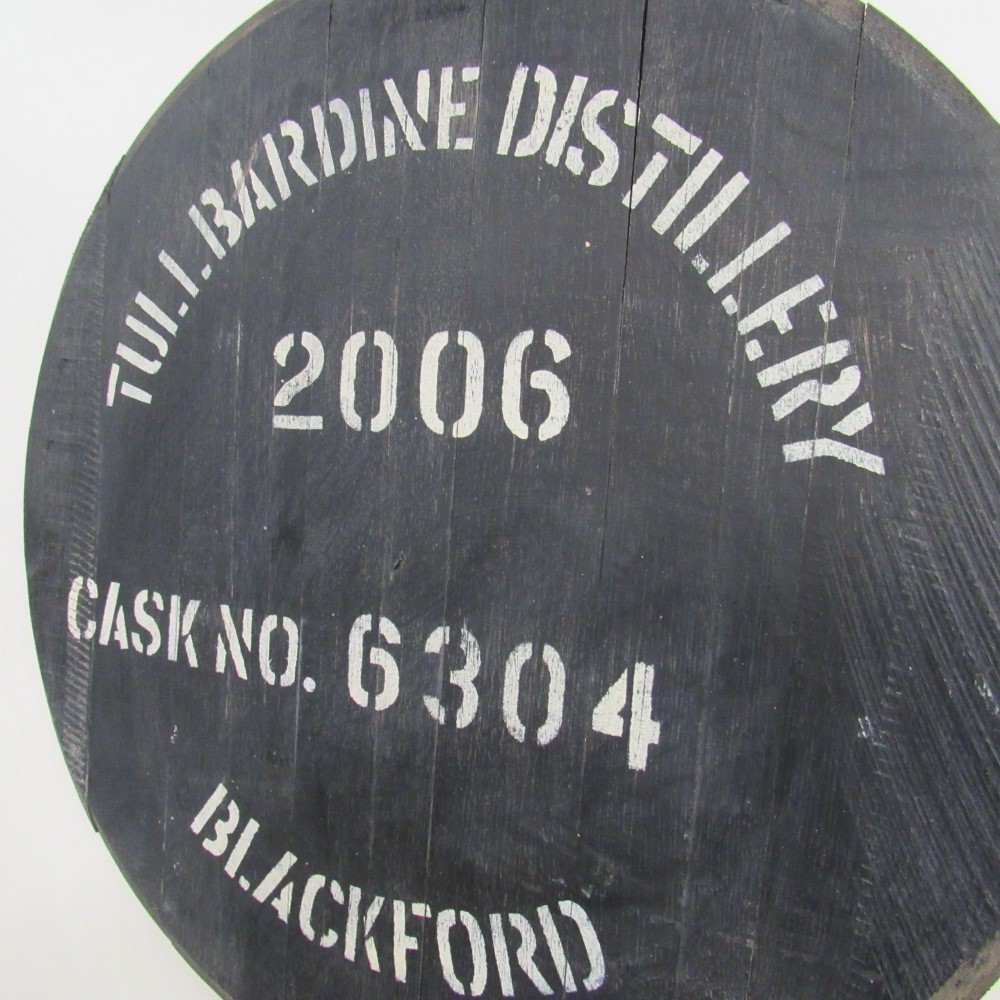 TULLIBARDINE DISTILLERY
2006
CASK NO. 6304
BLACKFORD